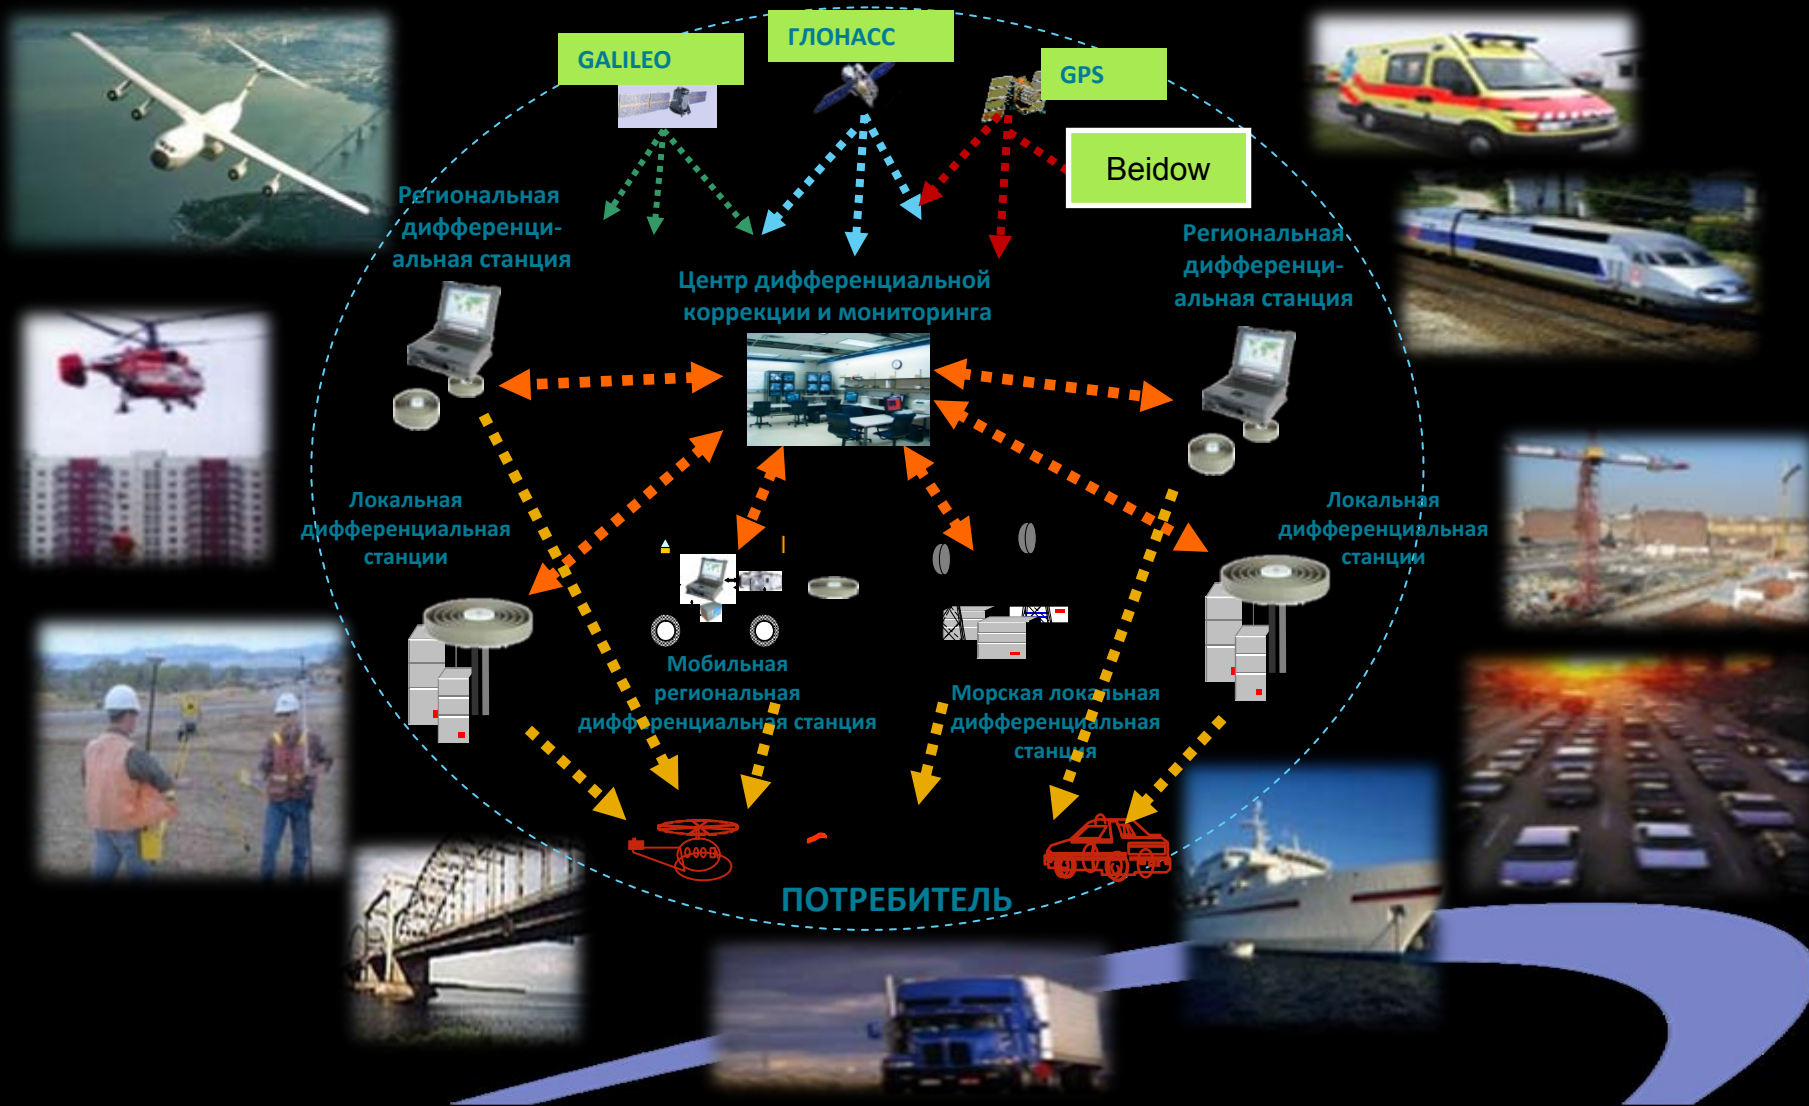 GALILEO
ГЛОНАСС
GPS
Beidow
Региональная
дифференци-
альная станция
Региональная
дифференци-
альная станция
Центр дифференциальной
коррекции и мониторинга
Локальная
дифференциальная
станции
Локальная
дифференциальная
станции
Мобильная
региональная
дифференциальная станция
Морская локальная
дифференциальная
станция
ПОТРЕБИТЕЛЬ